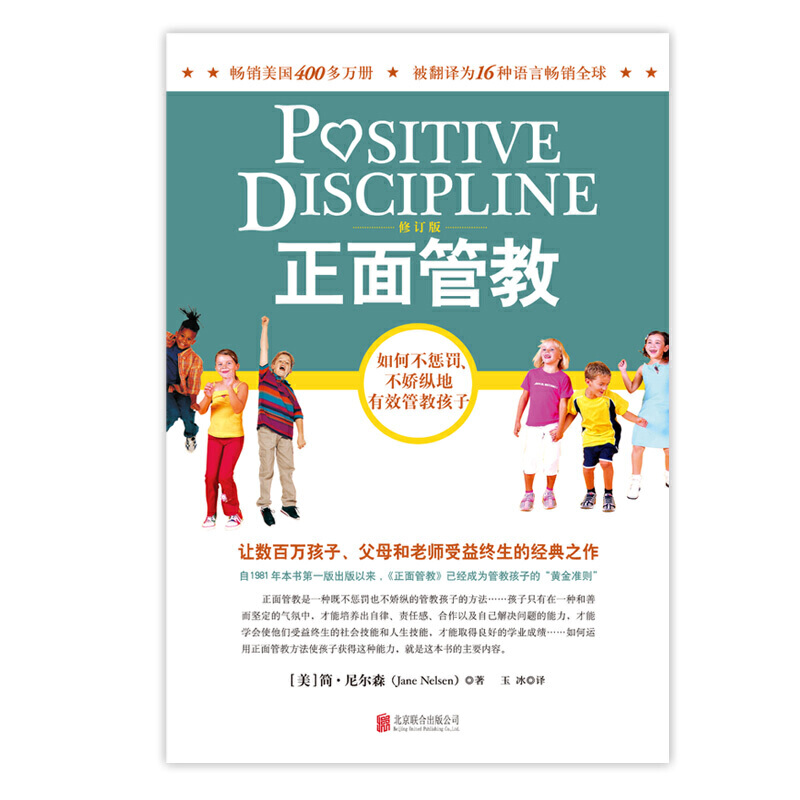 ★ ★ 畅销美国400多万册 ★ 被翻译为16种语言畅销全球 ★ ★
POSITIVE
DISCIPLINE
修订版
正面管教
如何不惩罚、
不娇纵地
有效管教孩子
让数百万孩子、父母和老师受益终生的经典之作
自1981年本书第一版出版以来，《正面管教》已经成为管教孩子的“黄金准则”
正面管教是一种既不惩罚也不娇纵的管教孩子的方法……孩子只有在一种和善
而坚定的气氛中，才能培养出自律、责任感、合作以及自己解决问题的能力，才能
学会使他们受益终生的社会技能和人生技能，才能取得良好的学业成绩……如何运
用正面管教方法使孩子获得这种能力，就是这本书的主要内容。
［美］简·尼尔森（Jane Nelsen）◎著 玉 冰◎译
北京联合出版公司
Beijing United Publishing Co.,Ltd.